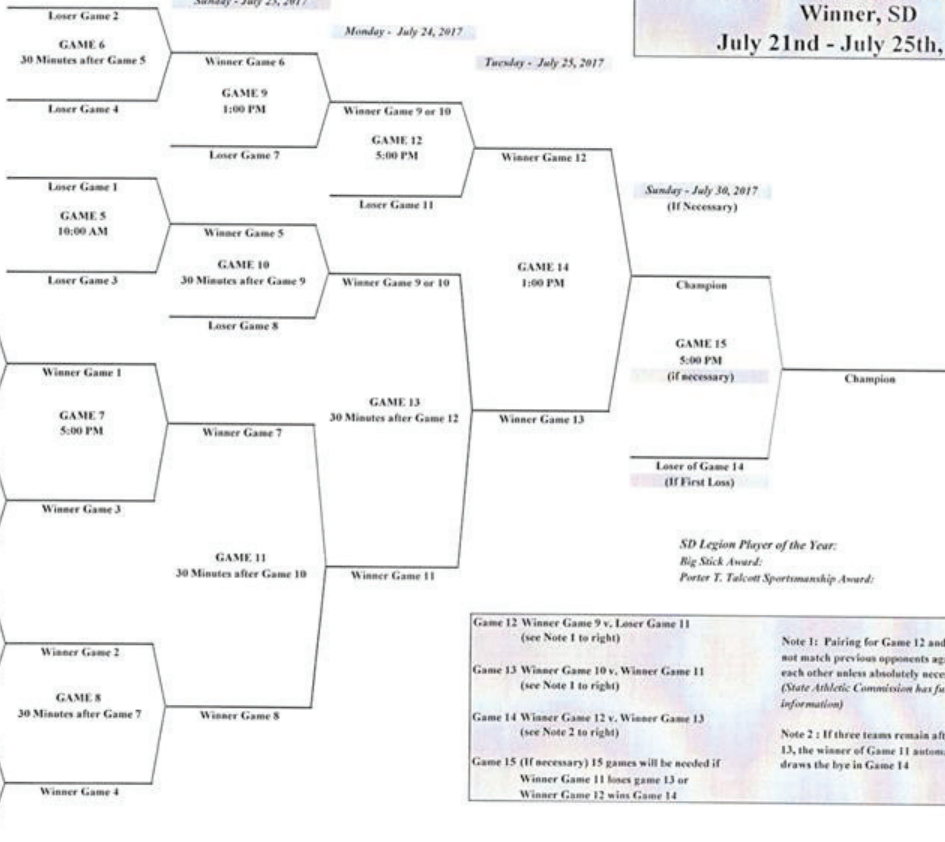 Sunday - July 23, 2017
Winner, SD
July 21nd - July 25th,
Monday - July 24, 2017
Tuesday - July 25, 2017
Loser Game 2
GAME 6
30 Minutes after Game 5
Loser Game 4
Winner Game 6
GAME 9
1:00 PM
Loser Game 7
Winner Game 9 or 10
GAME 12
5:00 PM
Loser Game 11
Winner Game 12
Loser Game 1
GAME 5
10:00 AM
Loser Game 3
Winner Game 5
GAME 10
30 Minutes after Game 9
Loser Game 8
Winner Game 9 or 10
GAME 14
1:00 PM
Sunday - July 30, 2017
(If Necessary)
Champion
GAME 15
5:00 PM
(if necessary)
Champion
Winner Game 1
GAME 7
5:00 PM
Winner Game 3
Winner Game 7
GAME 13
30 Minutes after Game 12
Winner Game 13
Loser of Game 14
(If First Loss)
GAME 11
30 Minutes after Game 10
Winner Game 11
Winner Game 2
GAME 8
30 Minutes after Game 7
Winner Game 4
Winner Game 8
SD Legion Player of the Year:
Big Stick Award:
Porter T. Talcott Sportsmanship Award:
Game 12 Winner Game 9 v. Loser Game 11
(see Note 1 to right)
Game 13 Winner Game 10 v. Winner Game 11
(see Note 1 to right)
Game 14 Winner Game 12 v. Winner Game 13
(see Note 2 to right)
Game 15 (If necessary) 15 games will be needed if
Winner Game 11 loses game 13 or
Winner Game 12 wins Game 14
Note 1: Pairing for Game 12 and
not match previous opponents aga
each other unless absolutely nece
(State Athletic Commission has fu
information)
Note 2 : If three teams remain aft
13, the winner of Game 11 autom
draws the bye in Game 14